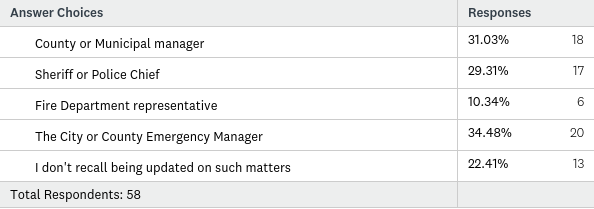 Answer Choices Responses
County or Municipal manager 31.03% 18
Sheriff or Police Chief 29.31% 17
Fire Department representative 10.34% 6
The City or County Emergency Manager 34.48% 20
I don't recall being updated on such matters 22.41% 13
Total Respondents: 58